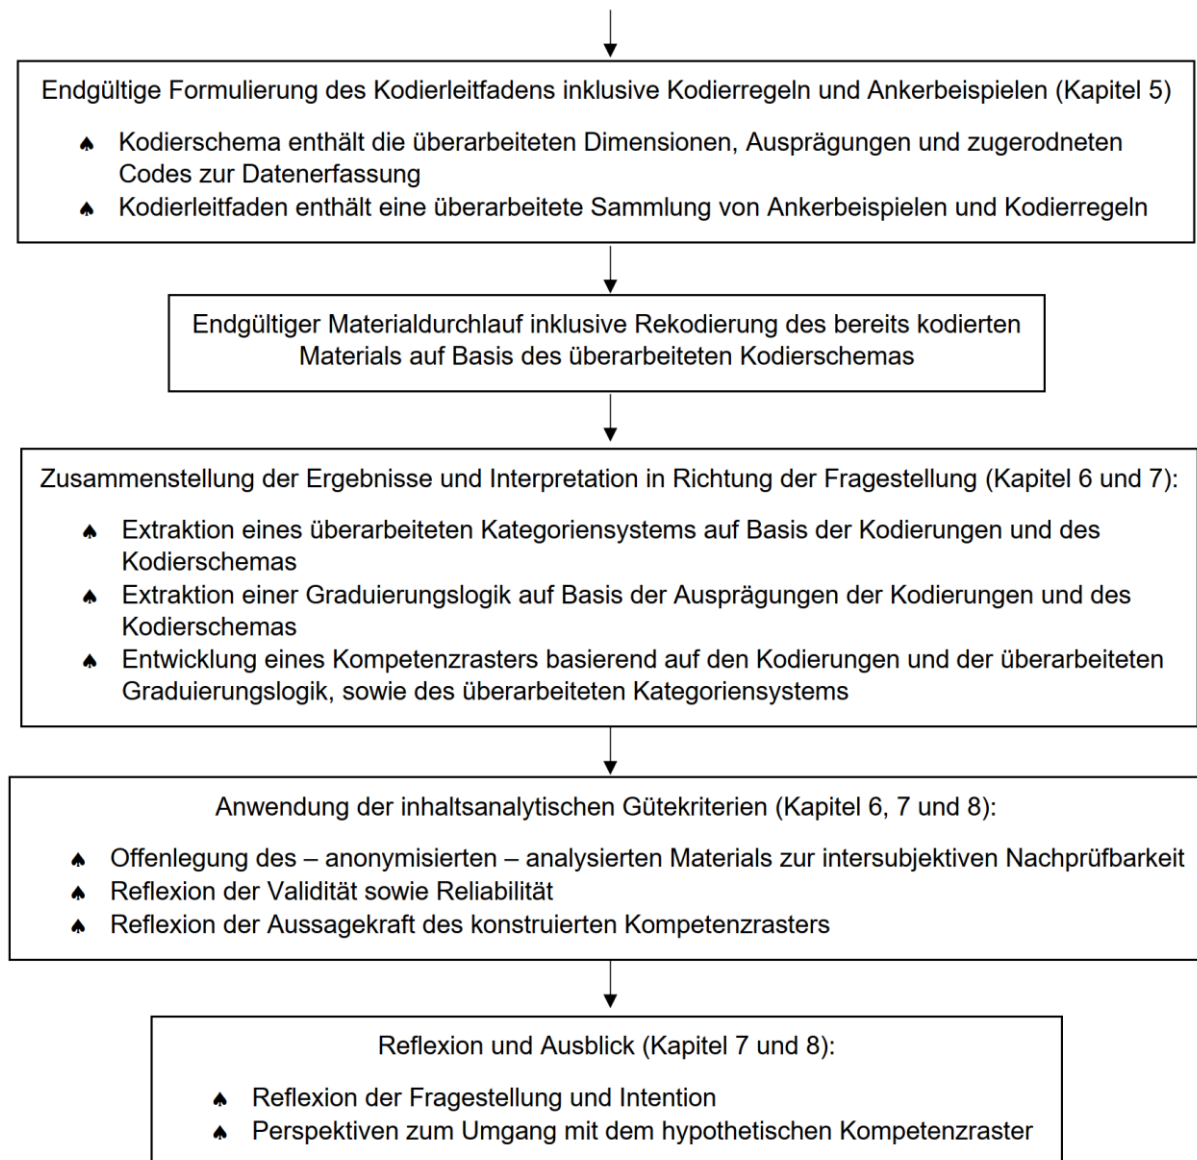 Endgültige Formulierung des Kodierleitfadens inklusive Kodierregeln und Ankerbeispielen (Kapitel 5)
♠ Kodierschema enthält die überarbeiteten Dimensionen, Ausprägungen und zugerodneten
Codes zur Datenerfassung
♠ Kodierleitfaden enthält eine überarbeitete Sammlung von Ankerbeispielen und Kodierregeln
Endgültiger Materialdurchlauf inklusive Rekodierung des bereits kodierten
Materials auf Basis des überarbeiteten Kodierschemas
Zusammenstellung der Ergebnisse und Interpretation in Richtung der Fragestellung (Kapitel 6 und 7):
♠ Extraktion eines überarbeiteten Kategoriensystems auf Basis der Kodierungen und des
Kodierschemas
♠ Extraktion einer Graduierungslogik auf Basis der Ausprägungen der Kodierungen und des
Kodierschemas
♠ Entwicklung eines Kompetenzrasters basierend auf den Kodierungen und der überarbeiteten
Graduierungslogik, sowie des überarbeiteten Kategoriensystems
Anwendung der inhaltsanalytischen Gütekriterien (Kapitel 6, 7 und 8):
♠ Offenlegung des – anonymisierten – analysierten Materials zur intersubjektiven Nachprüfbarkeit
♠ Reflexion der Validität sowie Reliabilität
♠ Reflexion der Aussagekraft des konstruierten Kompetenzrasters
Reflexion und Ausblick (Kapitel 7 und 8):
♠ Reflexion der Fragestellung und Intention
♠ Perspektiven zum Umgang mit dem hypothetischen Kompetenzraster